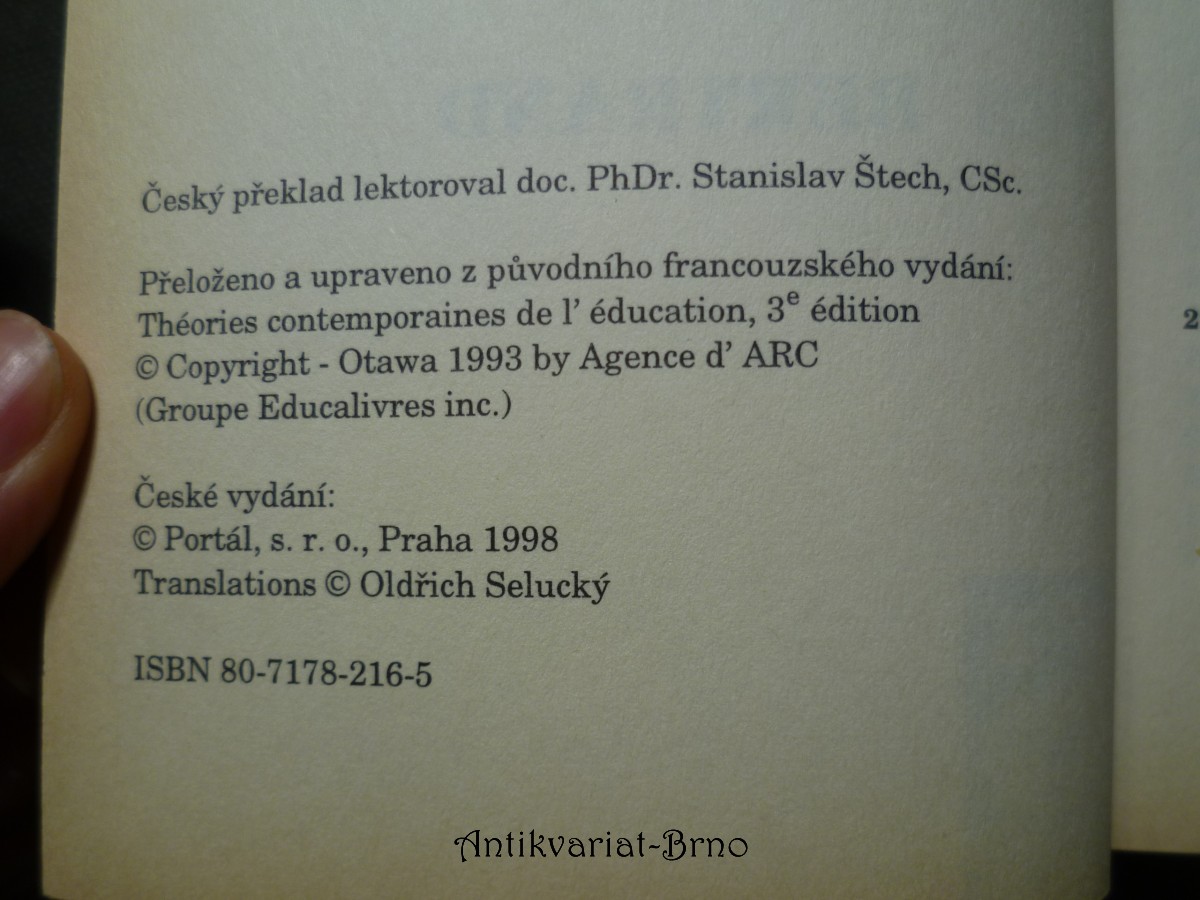 Český překlad lektoroval doc. PhDr. Stanislav Štech, CSc.
Přeloženo a upraveno z původního francouzského vydání:
Théories contemporaines de l' éducation, 3e édition
© Copyright - Otawa 1993 by Agence d' ARC
(Groupe Educalivres inc.)
České vydání:
© Portál, s. r. o., Praha 1998
Translations © Oldřich Selucký
ISBN 80-7178-216-5
2
Antikvariat-Brno